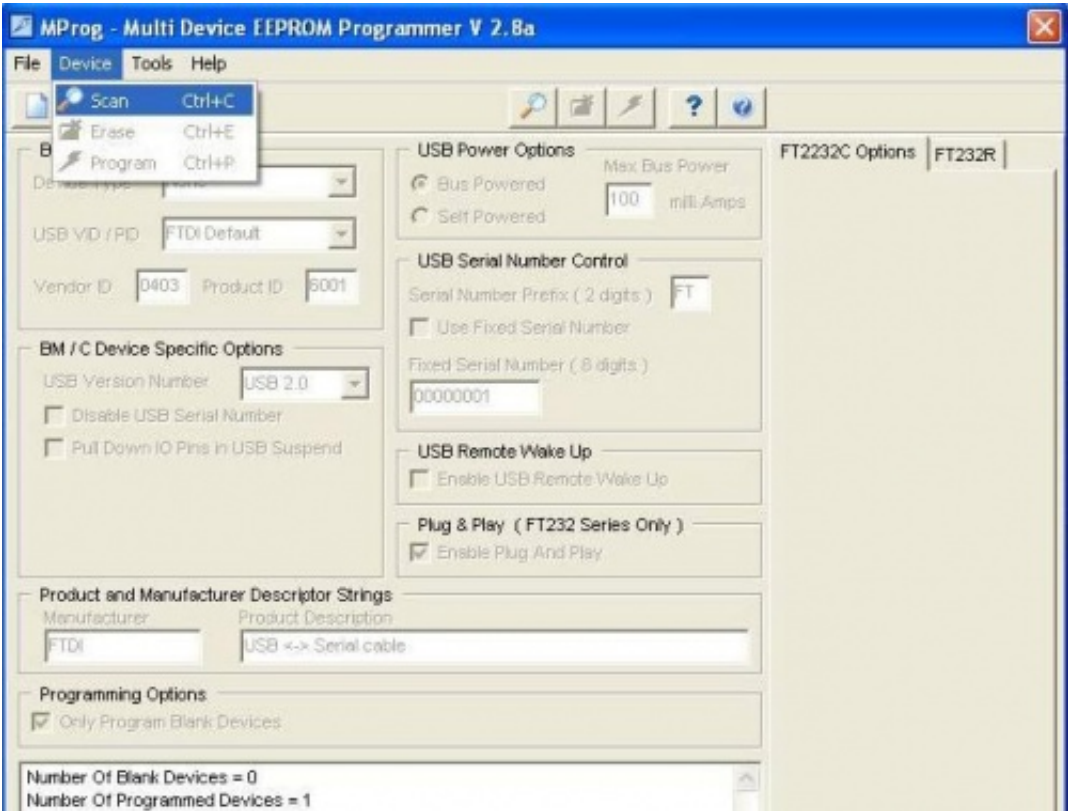 MProg - Multi Device EEPROM Programmer V 2.8a
File Device Tools Help
Scan Ctrl+C
Erase Ctrl+E
Program Ctrl+P
USB VID / PID FTDI Default
Vendor ID 0403 Product ID 6001
BM / C Device Specific Options
USB Version Number USB 2.0
Disable USB Serial Number
Pull Down IO Pins in USB Suspend
USB Power Options
Bus Powered
Self Powered
Max Bus Power
100 milli Amps
USB Serial Number Control
Serial Number Prefix ( 2 digits ) FT
Use Fixed Serial Number
Fixed Serial Number ( 8 digits )
00000001
USB Remote Wake Up
Enable USB Remote Wake Up
Plug & Play ( FT232 Series Only )
Enable Plug And Play
FT2232C Options FT232R
Product and Manufacturer Descriptor Strings
Manufacturer Product Description
FTDI USB <-> Serial cable
Programming Options
Only Program Blank Devices
Number Of Blank Devices = 0
Number Of Programmed Devices = 1